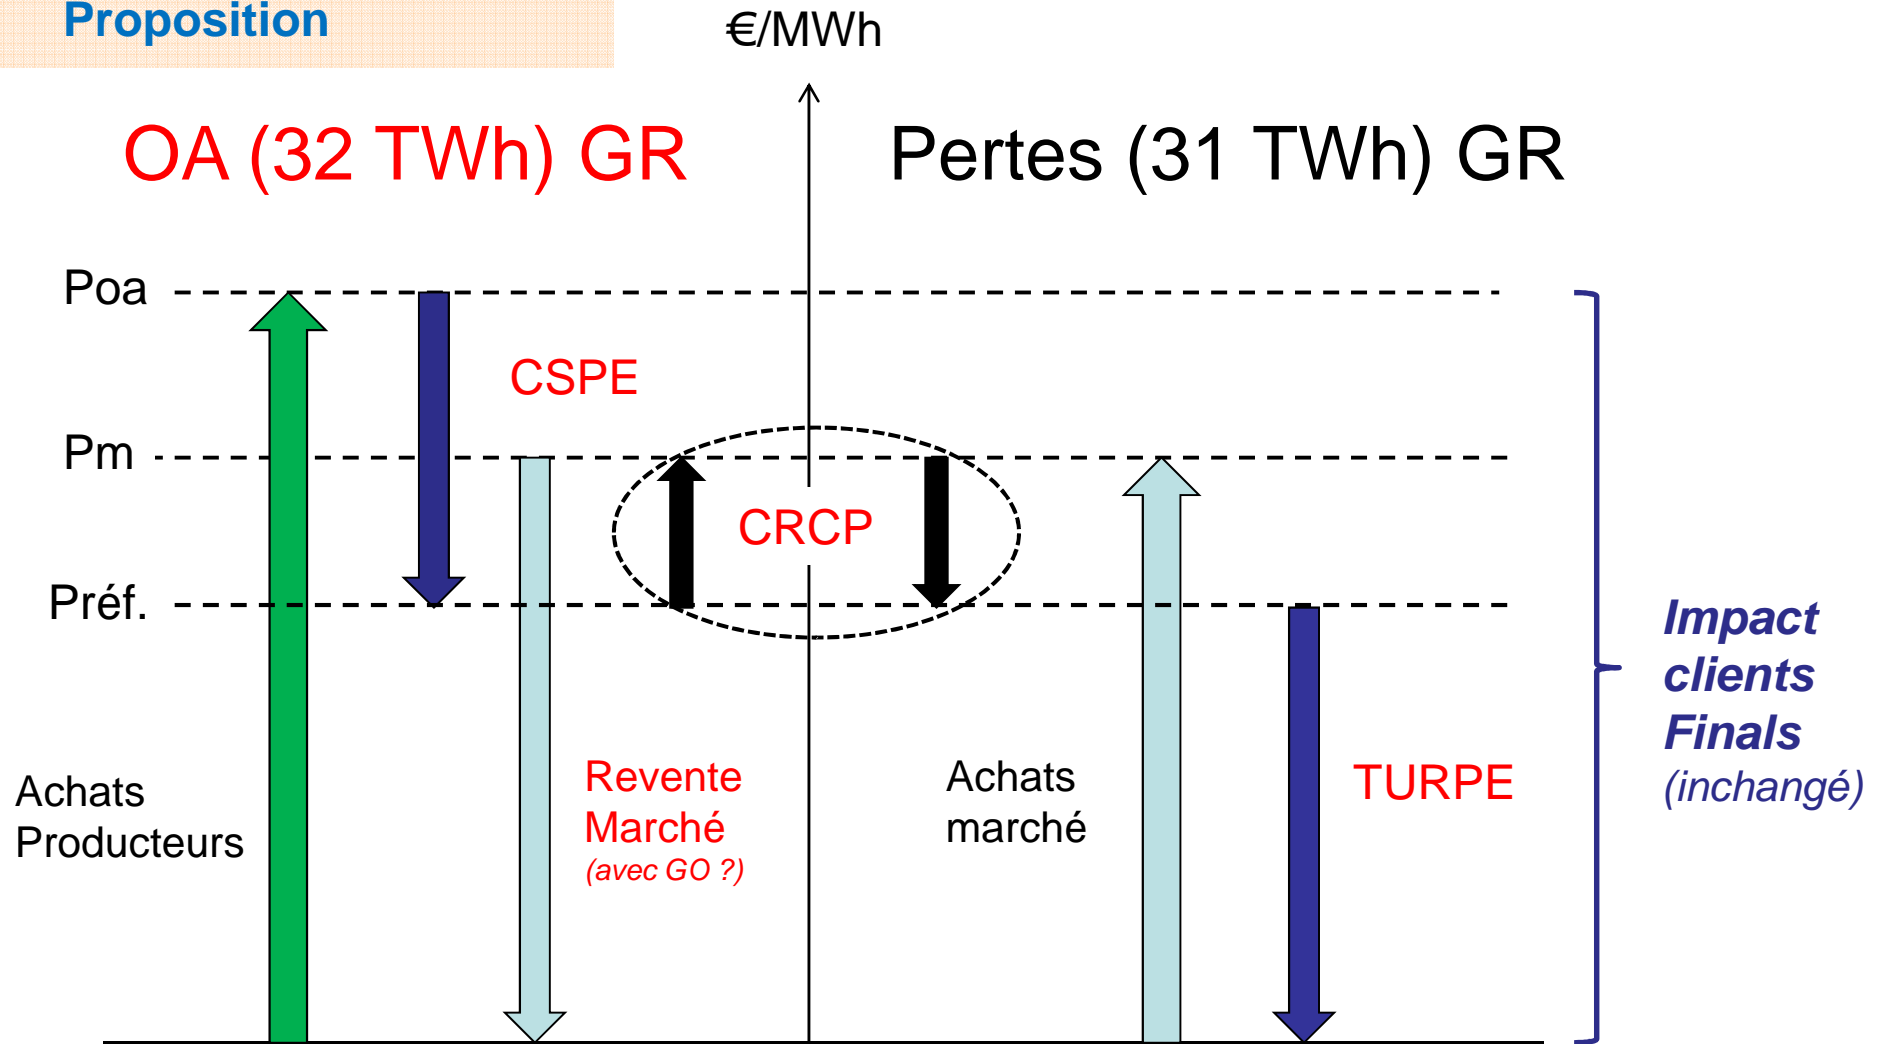 Proposition
€/MWh
OA (32 TWh) GR
Pertes (31 TWh) GR
Poa
CSPE
Pm
CRCP
Préf.
Achats
Producteurs
Revente
Marché
(avec GO ?)
Achats
marché
TURPE
Impact
clients
Finals
(inchangé)